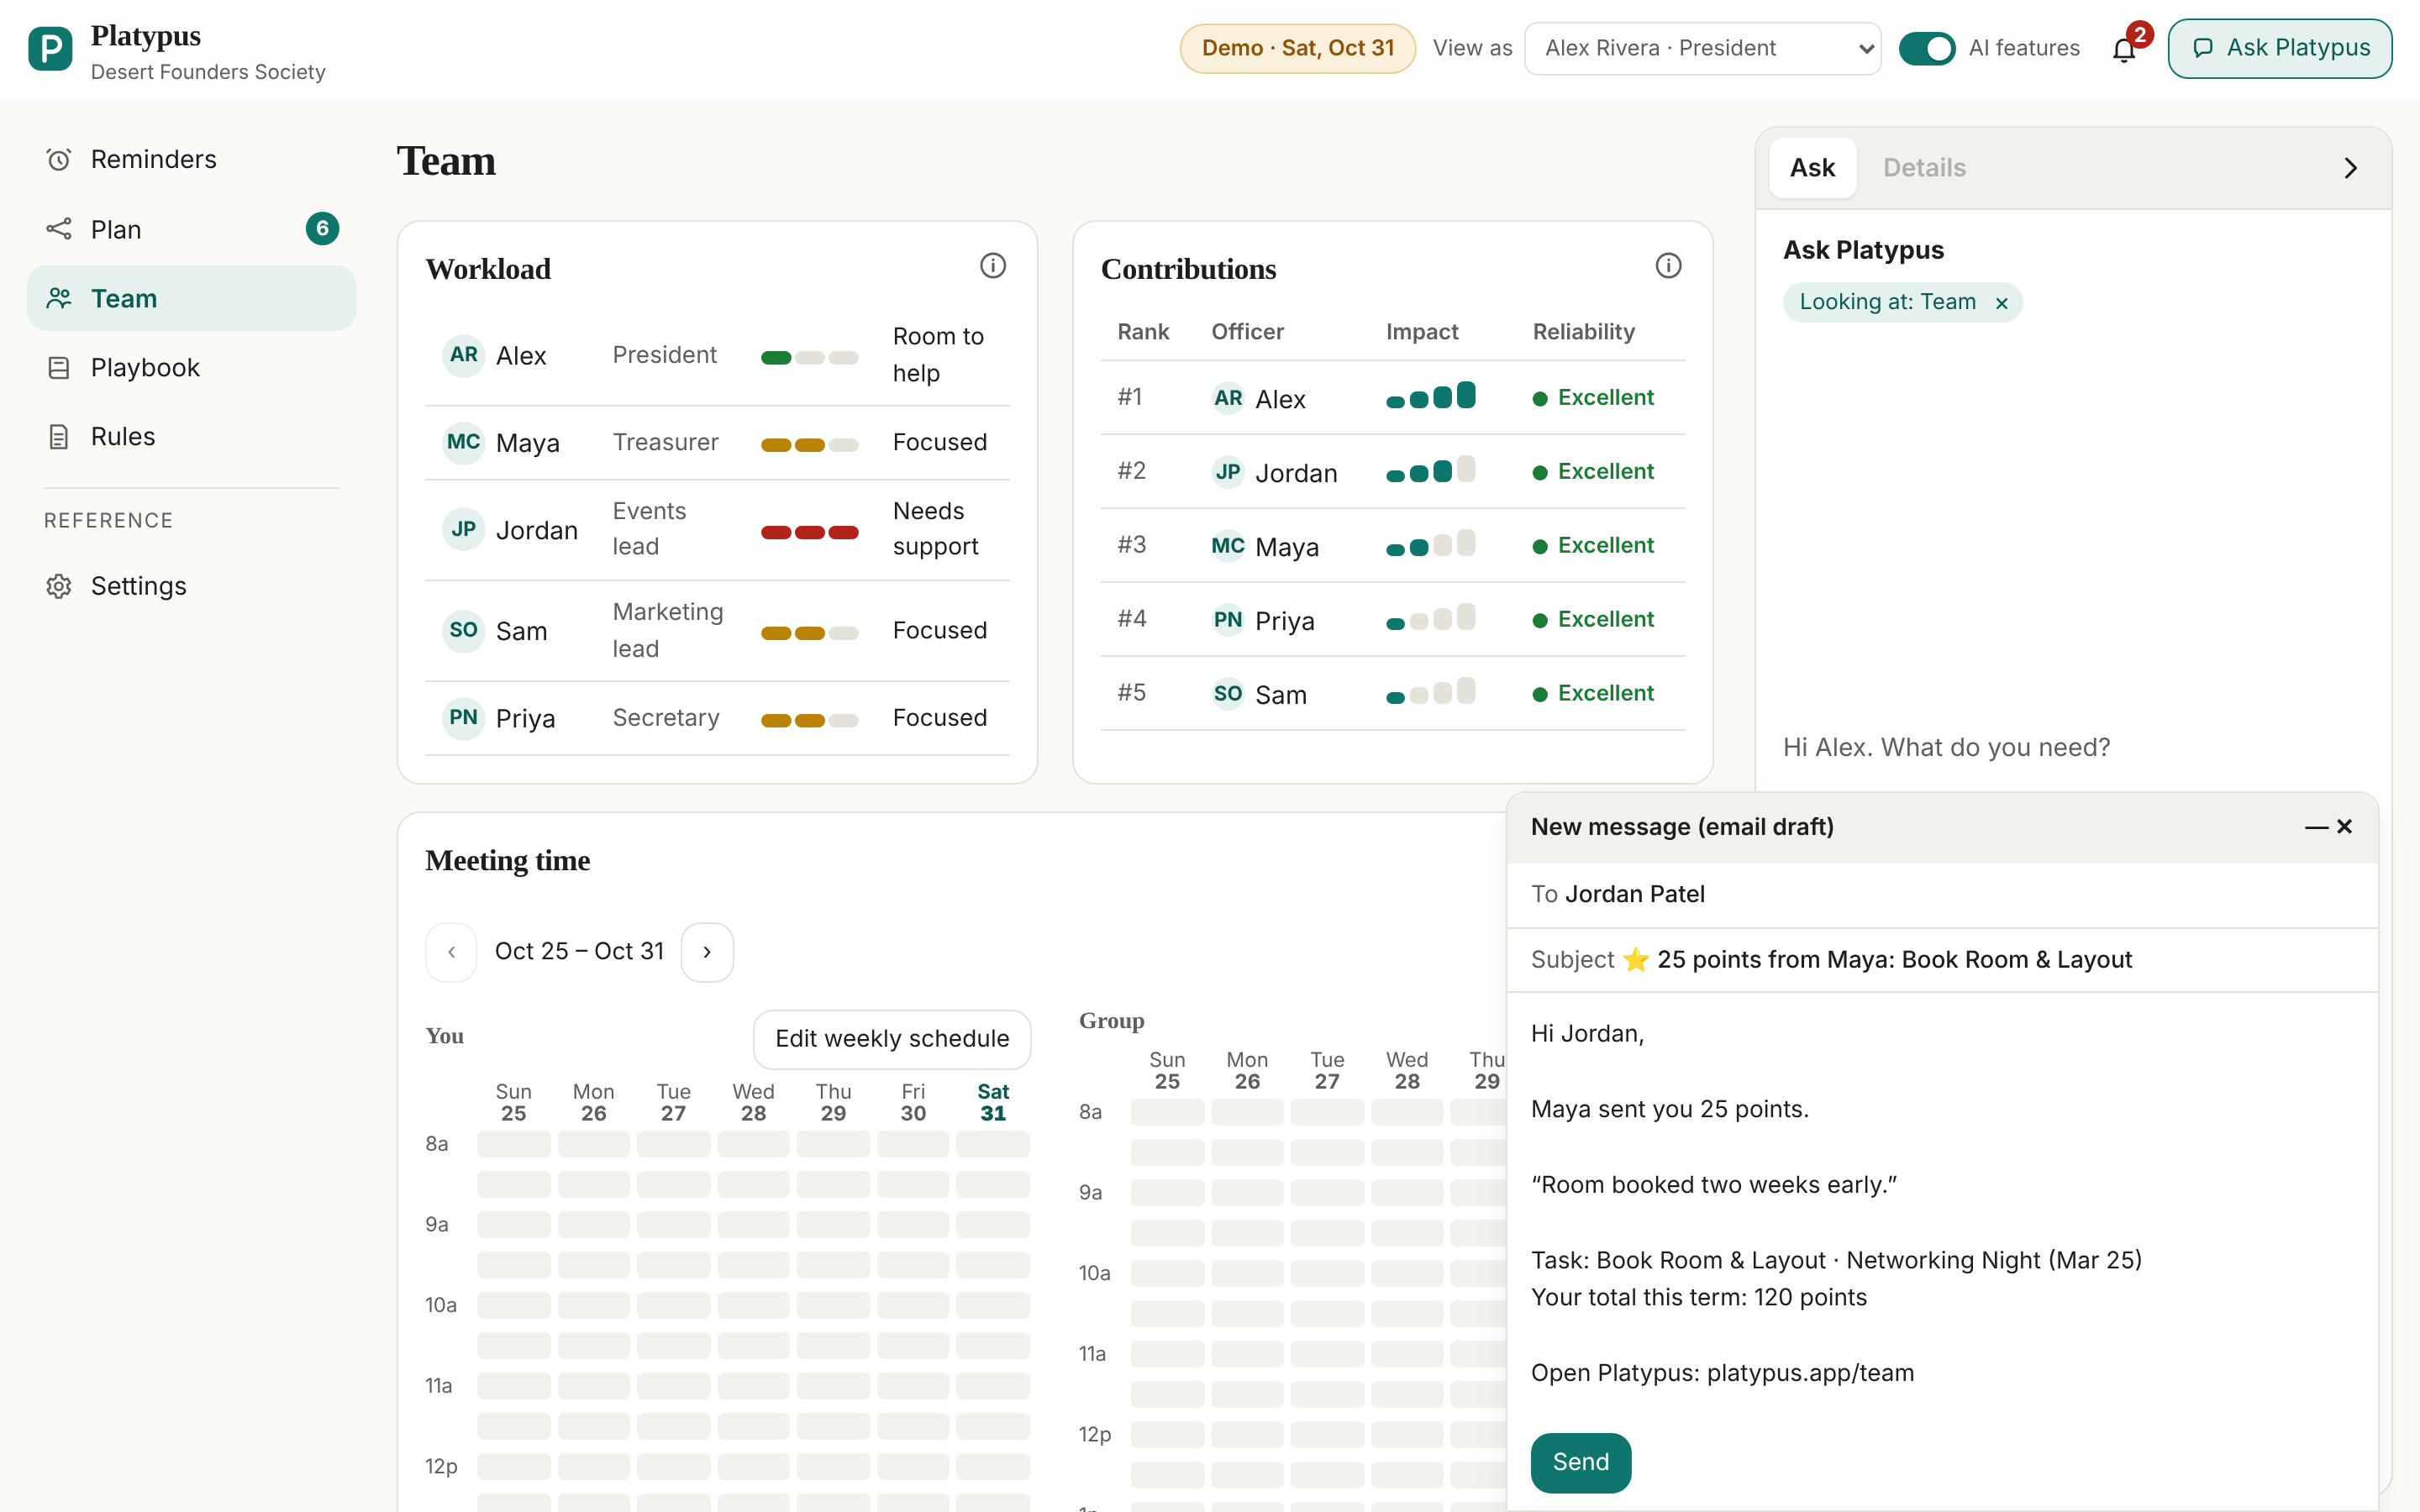 Platypus
Desert Founders Society
Demo · Sat, Oct 31
View as
Alex Rivera · President
AI features
2
Ask Platypus
Reminders
Plan
6
Team
Playbook
Rules
REFERENCE
Settings
Team
Workload
AR Alex President Room to help
MC Maya Treasurer Focused
JP Jordan Events lead Needs support
SO Sam Marketing lead Focused
PN Priya Secretary Focused
Contributions
Rank Officer Impact Reliability
#1 AR Alex Excellent
#2 JP Jordan Excellent
#3 MC Maya Excellent
#4 PN Priya Excellent
#5 SO Sam Excellent
Ask Details
Ask Platypus
Looking at: Team ×
Hi Alex. What do you need?
Meeting time
‹ Oct 25 – Oct 31 ›
You
Edit weekly schedule
Sun Mon Tue Wed Thu Fri Sat
25 26 27 28 29 30 31
8a
9a
10a
11a
12p
Group
Sun Mon Tue Wed Thu
25 26 27 28 29
8a
9a
10a
11a
12p
New message (email draft)
To Jordan Patel
Subject ⭐ 25 points from Maya: Book Room & Layout
Hi Jordan,
Maya sent you 25 points.
“Room booked two weeks early.”
Task: Book Room & Layout · Networking Night (Mar 25)
Your total this term: 120 points
Open Platypus: platypus.app/team
Send